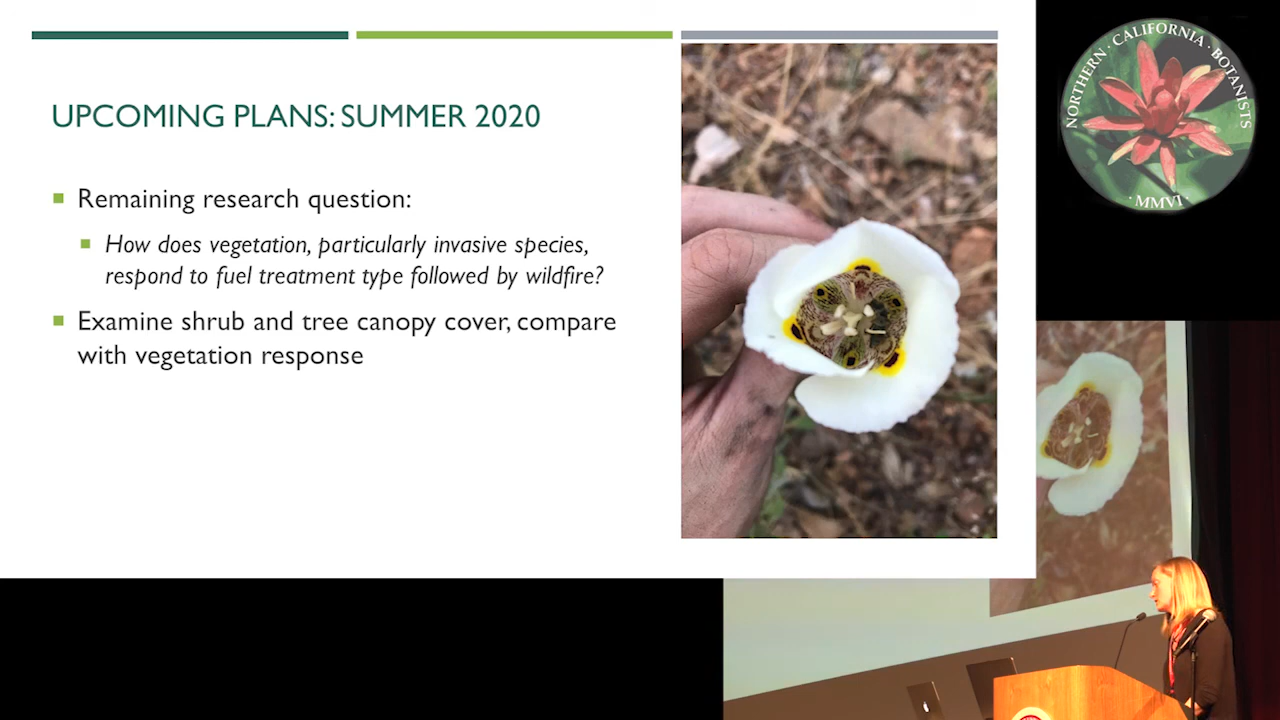 UPCOMING PLANS: SUMMER 2020
Remaining research question:
How does vegetation, particularly invasive species,
respond to fuel treatment type followed by wildfire?
Examine shrub and tree canopy cover, compare
with vegetation response
NORTHERN · CALIFORNIA · BOTANISTS
· MMVI ·